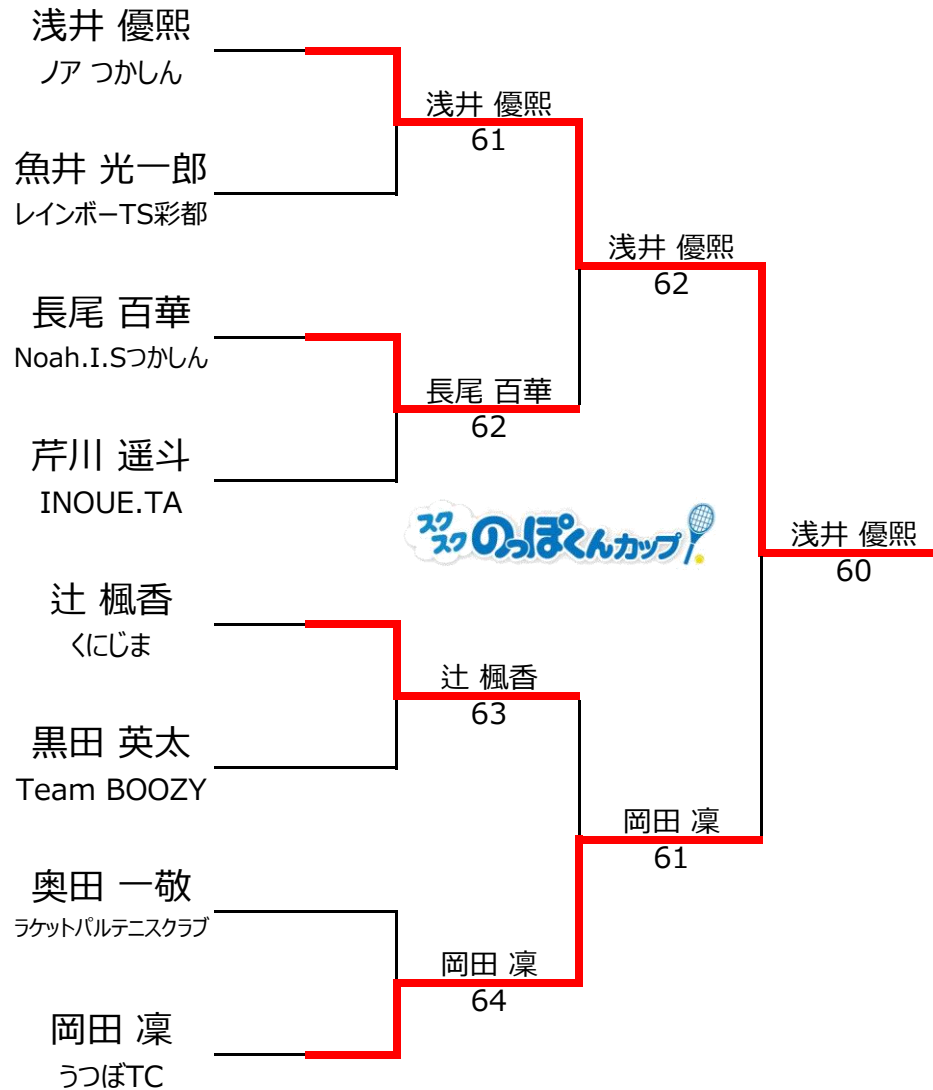 浅井 優熙
ノア つかしん
浅井 優熙
61
魚井 光一郎
レインボーTS彩都
浅井 優熙
62
長尾 百華
Noah.I.Sつかしん
長尾 百華
62
芹川 遥斗
INOUE.TA
スクスク のっぽくんカップ
浅井 優熙
60
辻 楓香
くにじま
辻 楓香
63
黒田 英太
Team BOOZY
岡田 凜
61
奥田 一敬
ラケットパルテニスクラブ
岡田 凜
64
岡田 凜
うつぼTC